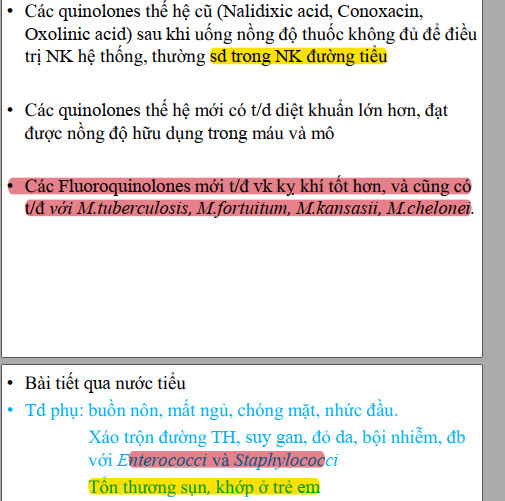 • Các quinolones thế hệ cũ (Nalidixic acid, Conoxacin,
Oxolinic acid) sau khi uống nồng độ thuốc không đủ để điều
trị NK hệ thống, thường sd trong NK đường tiểu
• Các quinolones thế hệ mới có t/d diệt khuẩn lớn hơn, đạt
được nồng độ hữu dụng trong máu và mô
• Các Fluoroquinolones mới t/đ vk kỵ khí tốt hơn, và cũng có
t/đ với M.tuberculosis, M.fortuitum, M.kansasii, M.chelonei.
• Bài tiết qua nước tiểu
• Td phụ: buồn nôn, mất ngủ, chóng mặt, nhức đầu.
Xáo trộn đường TH, suy gan, đỏ da, bội nhiễm, đb
với Enterococci và Staphylococci
Tổn thương sụn, khớp ở trẻ em